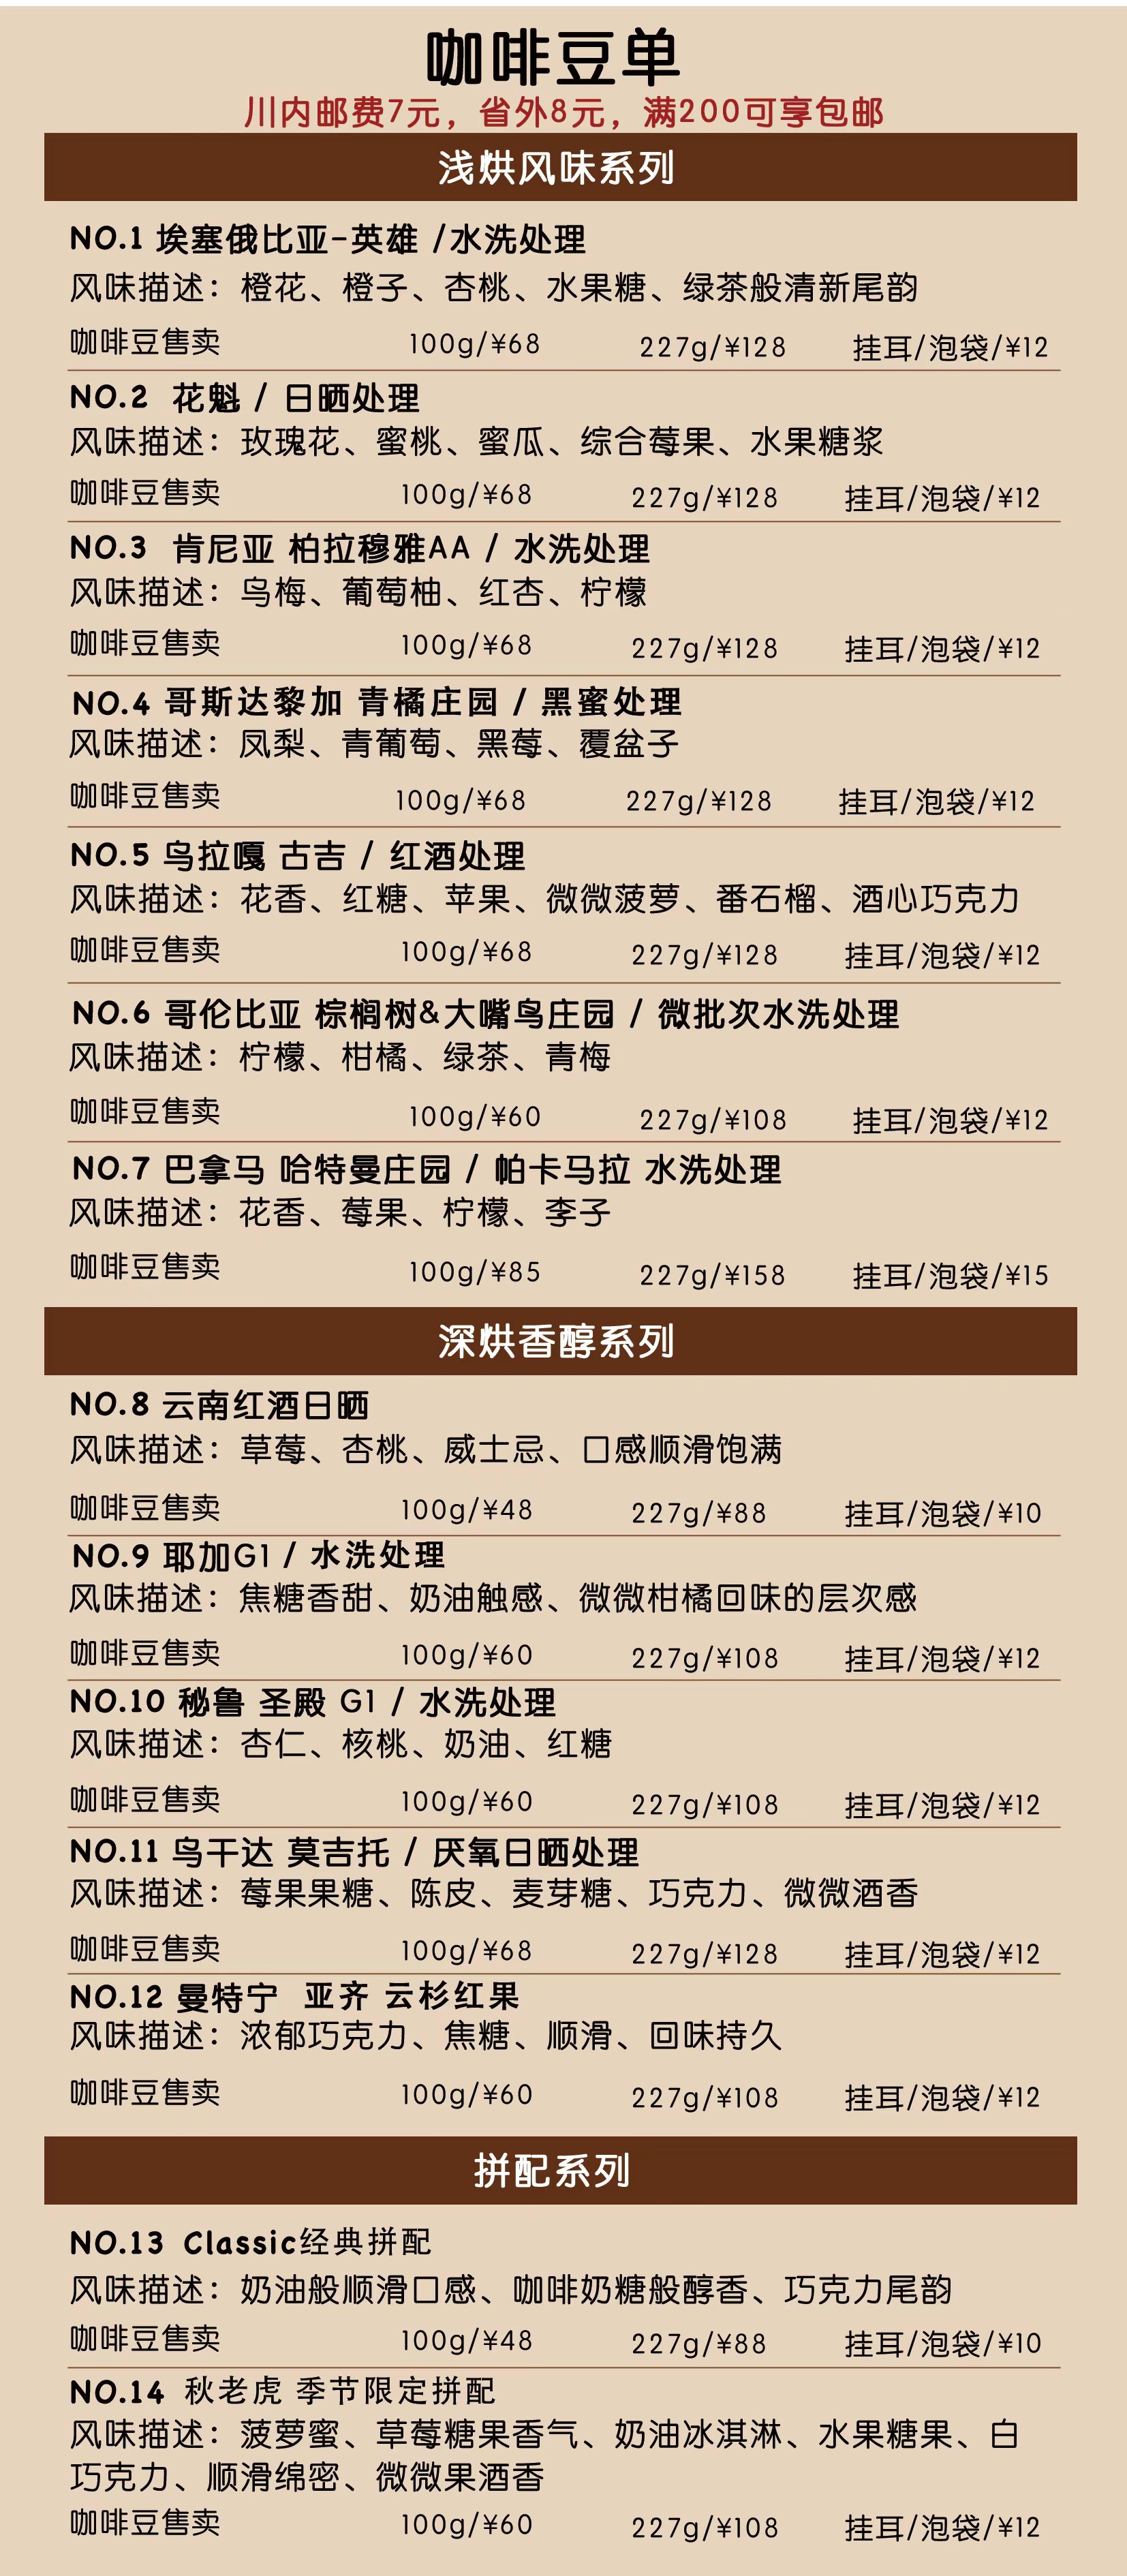 咖啡豆单
川内邮费7元，省外8元，满200可享包邮
浅烘风味系列
NO.1 埃塞俄比亚-英雄 /水洗处理
风味描述：橙花、橙子、杏桃、水果糖、绿茶般清新尾韵
咖啡豆售卖 100g/¥68 227g/¥128 挂耳/泡袋/¥12
NO.2 花魁 / 日晒处理
风味描述：玫瑰花、蜜桃、蜜瓜、综合莓果、水果糖浆
咖啡豆售卖 100g/¥68 227g/¥128 挂耳/泡袋/¥12
NO.3 肯尼亚 柏拉穆雅AA / 水洗处理
风味描述：乌梅、葡萄柚、红杏、柠檬
咖啡豆售卖 100g/¥68 227g/¥128 挂耳/泡袋/¥12
NO.4 哥斯达黎加 青橘庄园 / 黑蜜处理
风味描述：凤梨、青葡萄、黑莓、覆盆子
咖啡豆售卖 100g/¥68 227g/¥128 挂耳/泡袋/¥12
NO.5 乌拉嘎 古吉 / 红酒处理
风味描述：花香、红糖、苹果、微微菠萝、番石榴、酒心巧克力
咖啡豆售卖 100g/¥68 227g/¥128 挂耳/泡袋/¥12
NO.6 哥伦比亚 棕榈树&大嘴鸟庄园 / 微批次水洗处理
风味描述：柠檬、柑橘、绿茶、青梅
咖啡豆售卖 100g/¥60 227g/¥108 挂耳/泡袋/¥12
NO.7 巴拿马 哈特曼庄园 / 帕卡马拉 水洗处理
风味描述：花香、莓果、柠檬、李子
咖啡豆售卖 100g/¥85 227g/¥158 挂耳/泡袋/¥15
深烘香醇系列
NO.8 云南红酒日晒
风味描述：草莓、杏桃、威士忌、口感顺滑饱满
咖啡豆售卖 100g/¥48 227g/¥88 挂耳/泡袋/¥10
NO.9 耶加G1 / 水洗处理
风味描述：焦糖香甜、奶油触感、微微柑橘回味的层次感
咖啡豆售卖 100g/¥60 227g/¥108 挂耳/泡袋/¥12
NO.10 秘鲁 圣殿 G1 / 水洗处理
风味描述：杏仁、核桃、奶油、红糖
咖啡豆售卖 100g/¥60 227g/¥108 挂耳/泡袋/¥12
NO.11 乌干达 莫吉托 / 厌氧日晒处理
风味描述：莓果果糖、陈皮、麦芽糖、巧克力、微微酒香
咖啡豆售卖 100g/¥68 227g/¥128 挂耳/泡袋/¥12
NO.12 曼特宁 亚齐 云杉红果
风味描述：浓郁巧克力、焦糖、顺滑、回味持久
咖啡豆售卖 100g/¥60 227g/¥108 挂耳/泡袋/¥12
拼配系列
NO.13 Classic经典拼配
风味描述：奶油般顺滑口感、咖啡奶糖般醇香、巧克力尾韵
咖啡豆售卖 100g/¥48 227g/¥88 挂耳/泡袋/¥10
NO.14 秋老虎 季节限定拼配
风味描述：菠萝蜜、草莓糖果香气、奶油冰淇淋、水果糖果、白
巧克力、顺滑绵密、微微果酒香
咖啡豆售卖 100g/¥60 227g/¥108 挂耳/泡袋/¥12